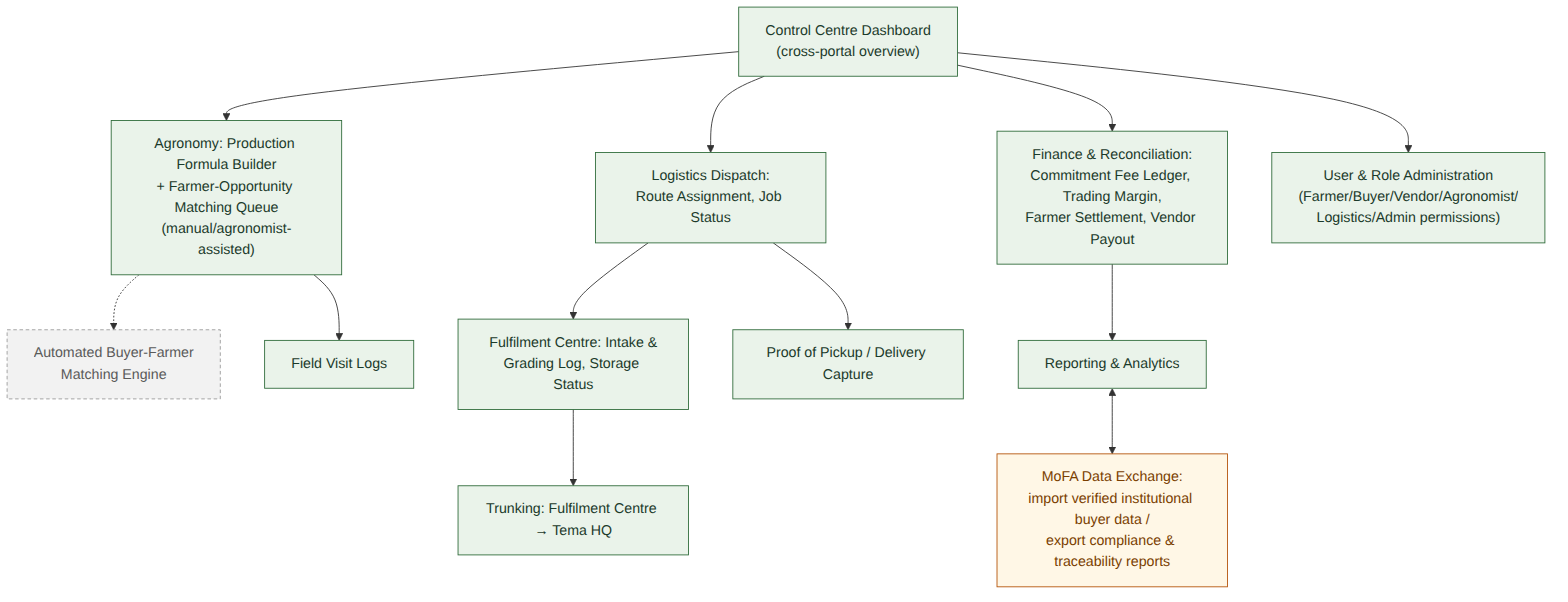 Control Centre Dashboard
(cross-portal overview)
Agronomy: Production
Formula Builder
+ Farmer-Opportunity
Matching Queue
(manual/agronomist-
assisted)
Logistics Dispatch:
Route Assignment, Job
Status
Finance & Reconciliation:
Commitment Fee Ledger,
Trading Margin,
Farmer Settlement, Vendor
Payout
User & Role Administration
(Farmer/Buyer/Vendor/Agronomist/
Logistics/Admin permissions)
Automated Buyer-Farmer
Matching Engine
Field Visit Logs
Fulfilment Centre: Intake &
Grading Log, Storage
Status
Proof of Pickup / Delivery
Capture
Reporting & Analytics
Trunking: Fulfilment Centre
→ Tema HQ
MoFA Data Exchange:
import verified institutional
buyer data /
export compliance &
traceability reports